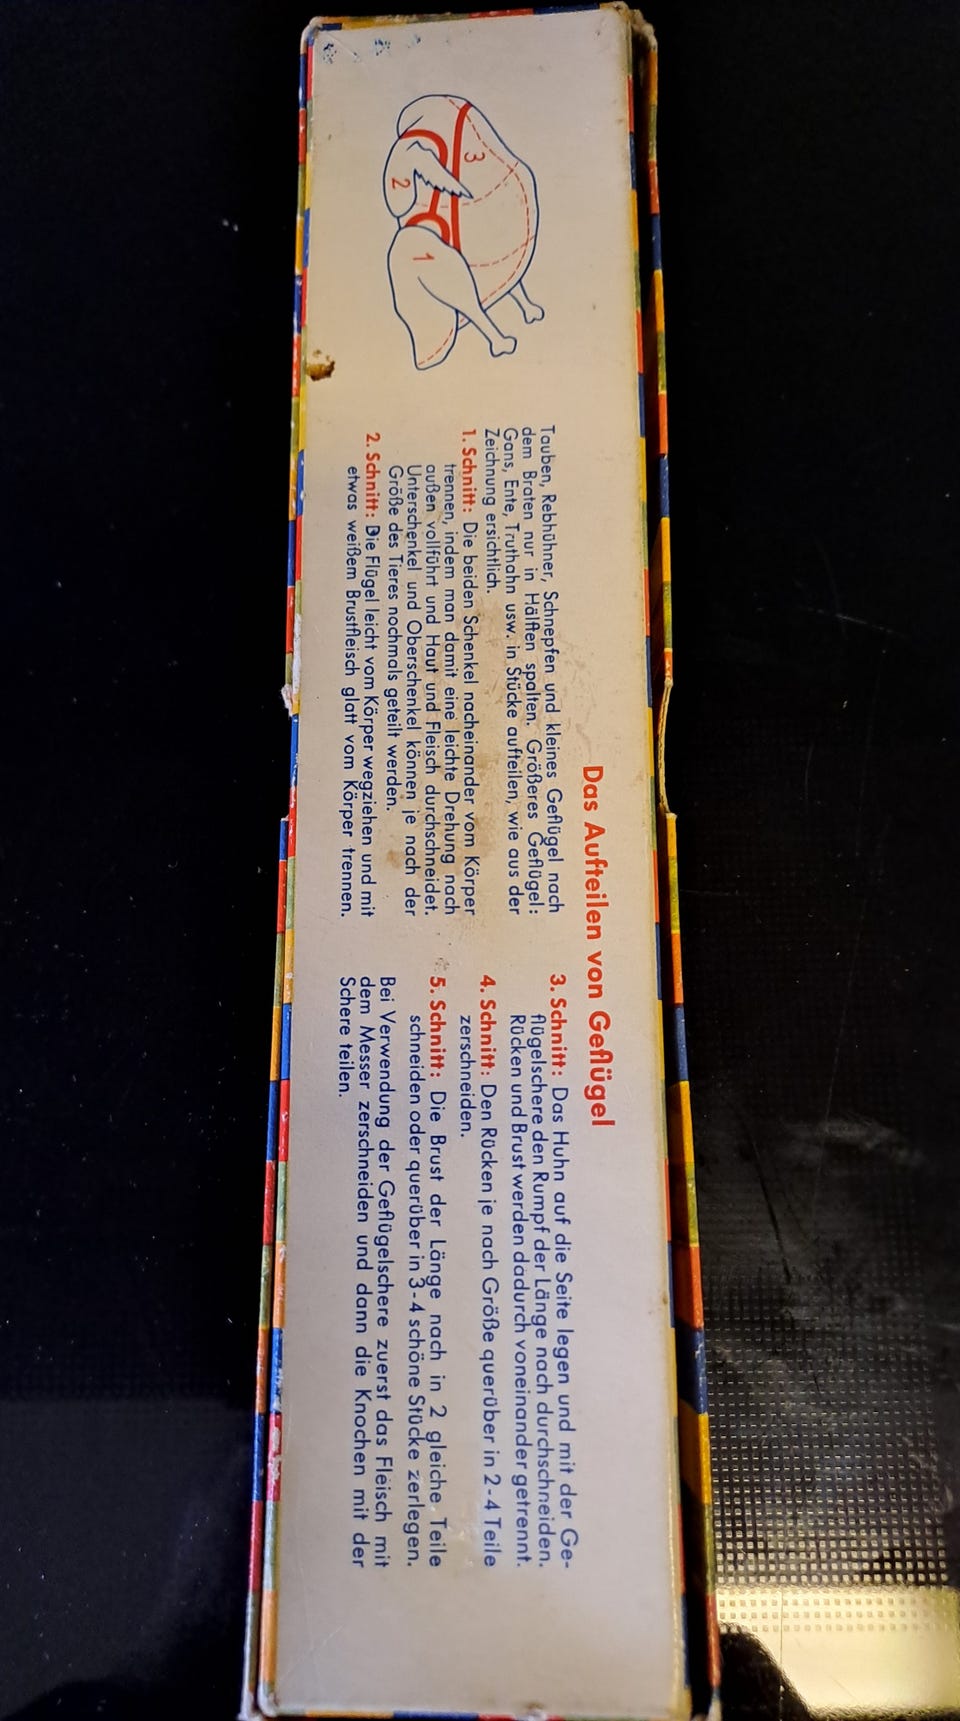 Das Aufteilen von Geflügel
Tauben, Rebhühner, Schnepfen und kleines Geflügel nach
dem Braten nur in Hälften spalten. Größeres Geflügel:
Gans, Ente, Truthahn usw. in Stücke aufteilen, wie aus der
Zeichnung ersichtlich.
1. Schnitt: Die beiden Schenkel nacheinander vom Körper
trennen, indem man damit eine leichte Drehung nach
außen vollführt und Haut und Fleisch durchschneidet.
Unterschenkel und Oberschenkel können je nach der
Größe des Tieres nochmals geteilt werden.
2. Schnitt: Die Flügel leicht vom Körper wegziehen und mit
etwas weißem Brustfleisch glatt vom Körper trennen.
3. Schnitt: Das Huhn auf die Seite legen und mit der Ge-
flügelschere den Rumpf der Länge nach durchschneiden.
Rücken und Brust werden dadurch voneinander getrennt.
4. Schnitt: Den Rücken je nach Größe querüber in 2-4 Teile
zerschneiden.
5. Schnitt: Die Brust der Länge nach in 2 gleiche Teile
schneiden oder querüber in 3-4 schöne Stücke zerlegen.
Bei Verwendung der Geflügelschere zuerst das Fleisch mit
dem Messer zerschneiden und dann die Knochen mit der
Schere teilen.
3
2
1